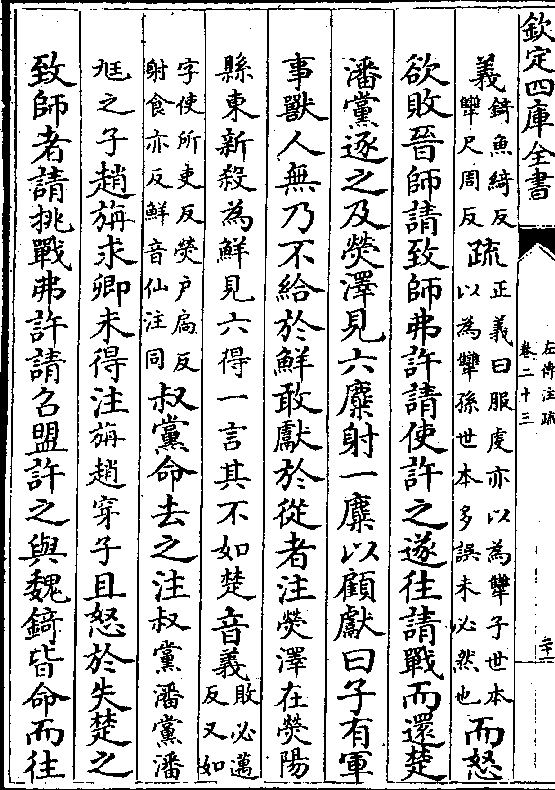 欽定四庫全書
左傳注疏
卷二十三
義錡魚綺反
犨尺周反
疏正義曰服虔亦以為犨子世本
以為犨孫世本多誤未必然也
而怒
欲敗晉師請致師弗許請使許之遂往請戰而還楚
潘黨逐之及熒澤見六麋射一麋以顧獻曰子有軍
事獸人無乃不給於鮮敢獻於從者注熒澤在熒陽
縣東新殺為鮮見六得一言其不如楚音義敗必邁
反又如
字使所吏反熒户扃反
射食亦反鮮音仙注同
叔黨命去之注叔黨潘黨潘
尫之子趙旃求卿未得注旃趙穿子且怒於失楚之
致師者請挑戰弗許請召盟許之與魏錡皆命而往